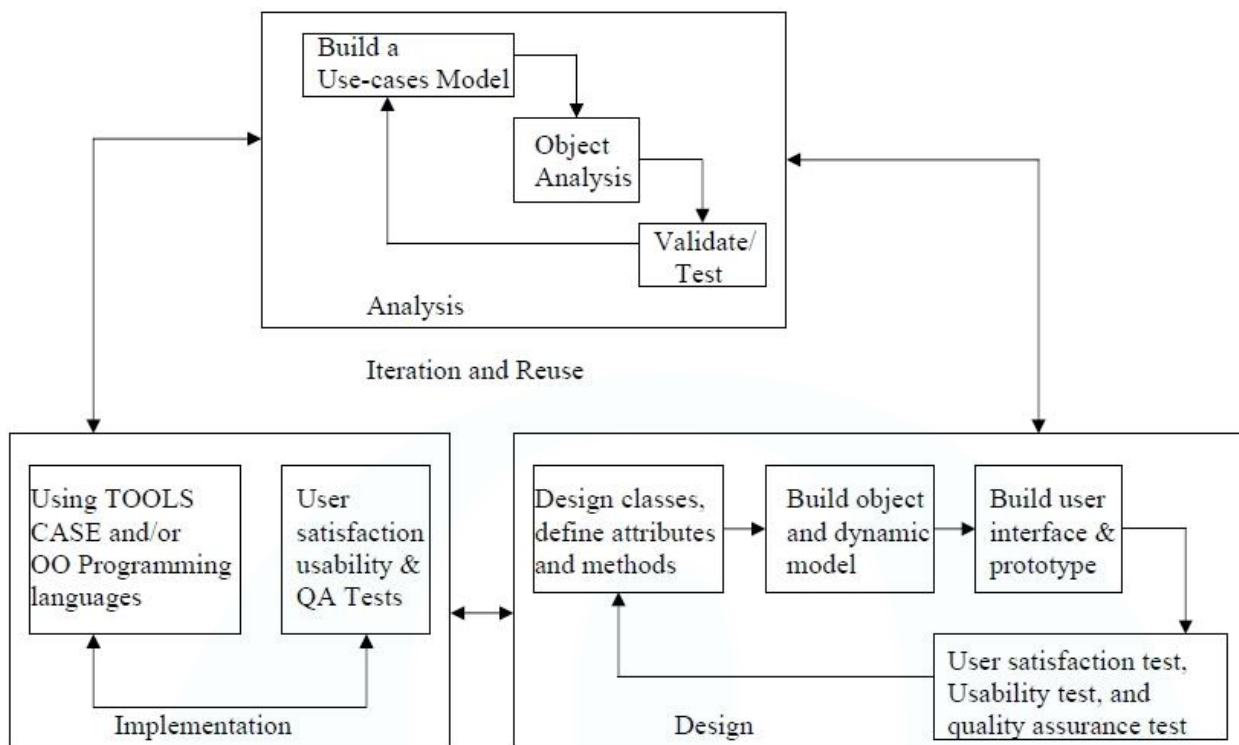 Build a
Use-cases Model
Object
Analysis
Validate/
Test
Analysis
Iteration and Reuse
Using TOOLS
CASE and/or
OO Programming
languages
User
satisfaction
usability &
QA Tests
Implementation
Design classes,
define attributes
and methods
Build object
and dynamic
model
Build user
interface &
prototype
User satisfaction test,
Usability test, and
quality assurance test
Design